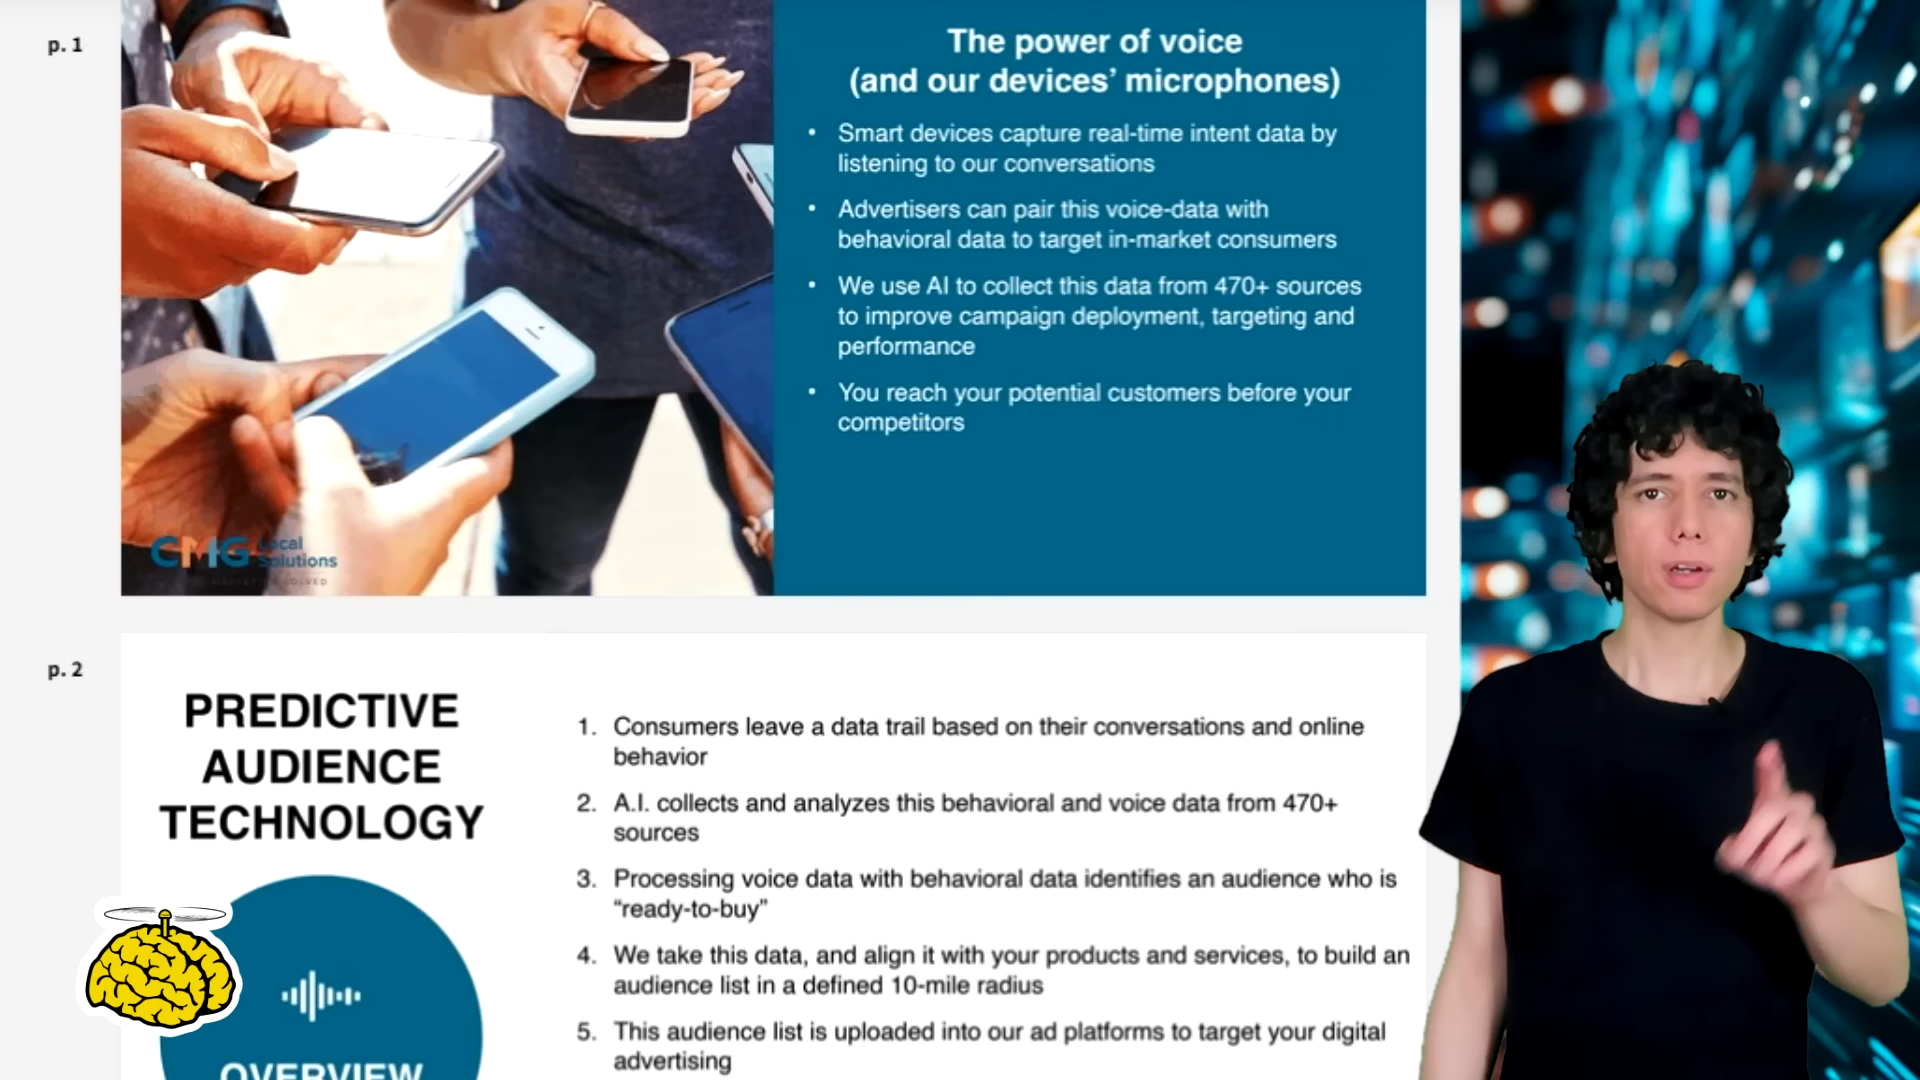 p. 1
The power of voice
(and our devices’ microphones)
• Smart devices capture real-time intent data by
listening to our conversations
• Advertisers can pair this voice-data with
behavioral data to target in-market consumers
• We use AI to collect this data from 470+ sources
to improve campaign deployment, targeting and
performance
• You reach your potential customers before your
competitors
CMG Local
Solutions
p. 2
PREDICTIVE
AUDIENCE
TECHNOLOGY
OVERVIEW
1. Consumers leave a data trail based on their conversations and online
behavior
2. A.I. collects and analyzes this behavioral and voice data from 470+
sources
3. Processing voice data with behavioral data identifies an audience who is
“ready-to-buy”
4. We take this data, and align it with your products and services, to build an
audience list in a defined 10-mile radius
5. This audience list is uploaded into our ad platforms to target your digital
advertising